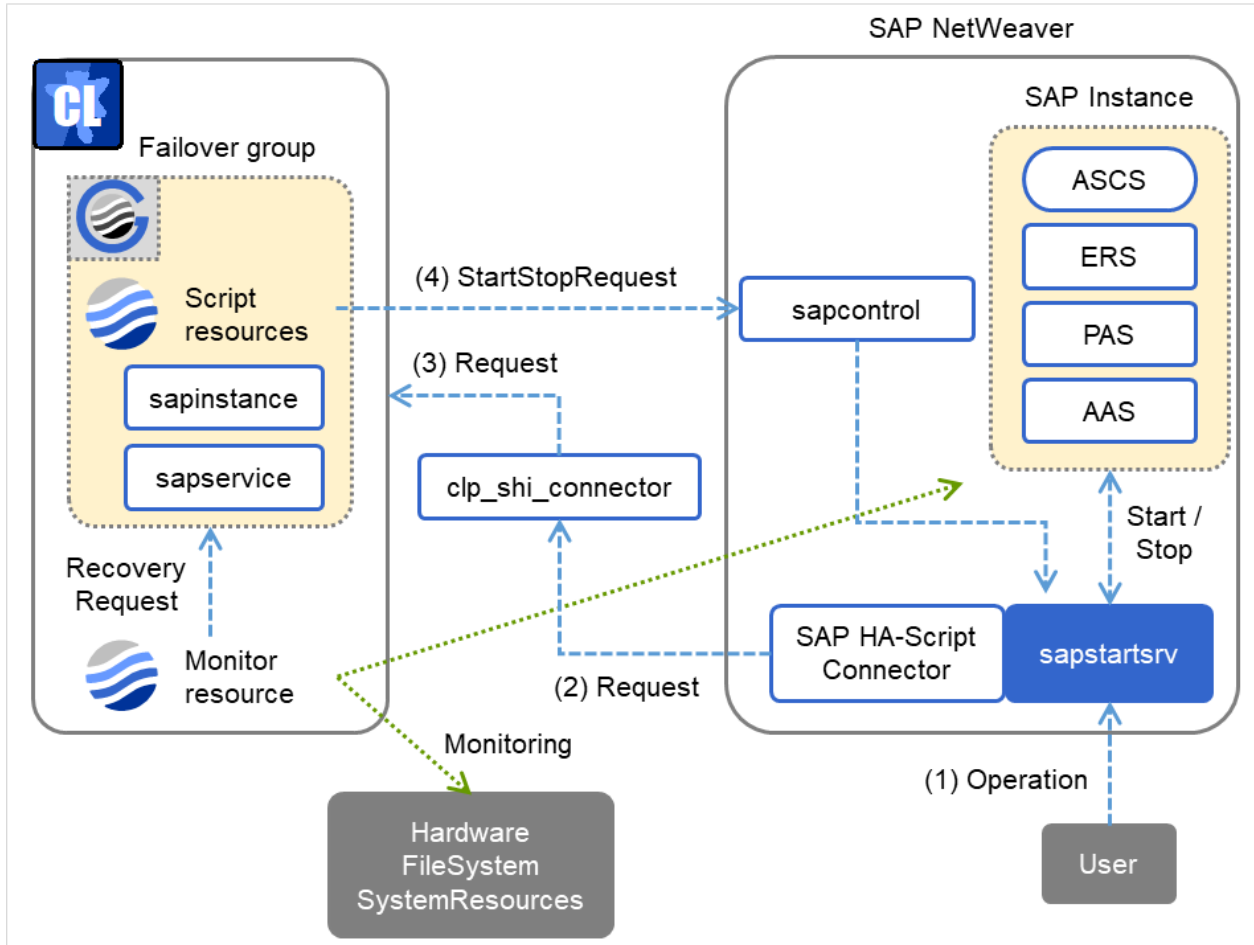 SAP NetWeaver
CL
Failover group
SAP Instance
ASCS
ERS
PAS
AAS
Script
resources
sapinstance
sapservice
(4) StartStopRequest
sapcontrol
(3) Request
clp_shi_connector
Start /
Stop
Recovery
Request
Monitor
resource
SAP HA-Script
Connector
sapstartsrv
(2) Request
Monitoring
(1) Operation
Hardware
FileSystem
SystemResources
User